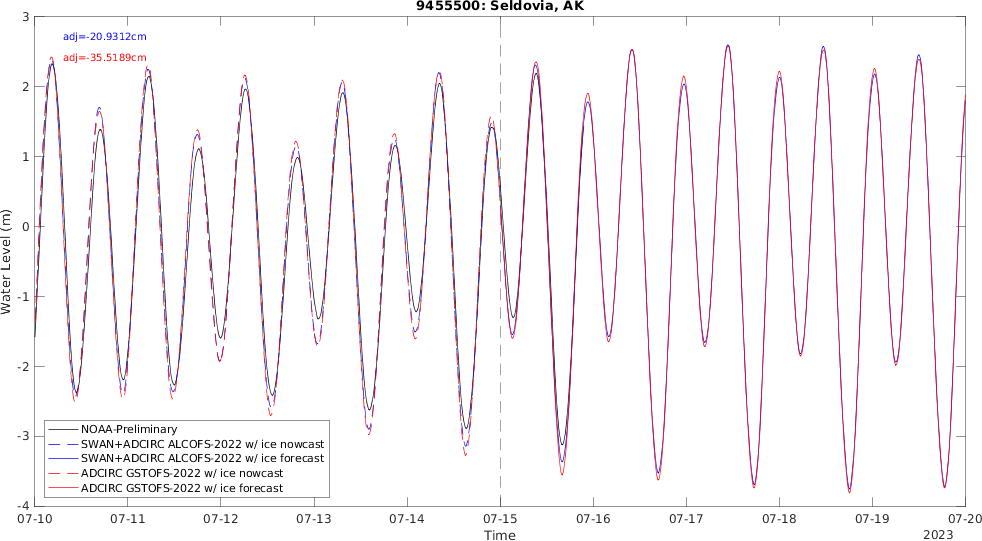 9455500: Seldovia, AK
adj=-20.9312cm
adj=-35.5189cm
3
2
1
0
-1
-2
-3
-4
Water Level (m)
NOAA-Preliminary
SWAN+ADCIRC ALCOFS-2022 w/ ice nowcast
SWAN+ADCIRC ALCOFS-2022 w/ ice forecast
ADCIRC GSTOFS-2022 w/ ice nowcast
ADCIRC GSTOFS-2022 w/ ice forecast
07-10 07-11 07-12 07-13 07-14 07-15 07-16 07-17 07-18 07-19 07-20
Time
2023